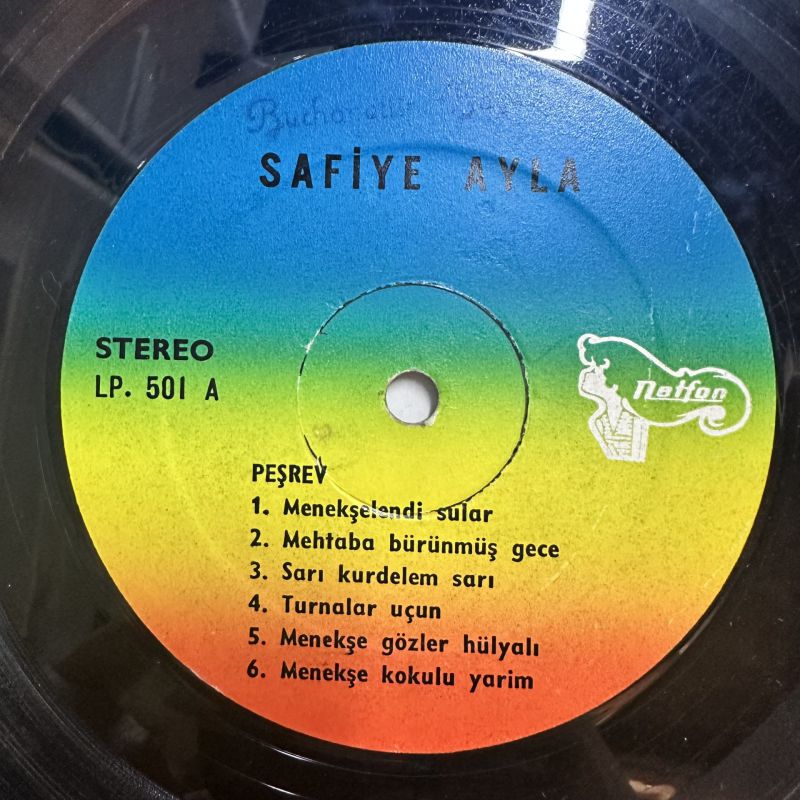 SAFİYE AYLA
STEREO
LP. 501 A
Netfon
PEŞREV
1. Menekşelendi sular
2. Mehtaba bürünmüş gece
3. Sarı kurdelem sarı
4. Turnalar uçun
5. Menekşe gözler hülyalı
6. Menekşe kokulu yarim